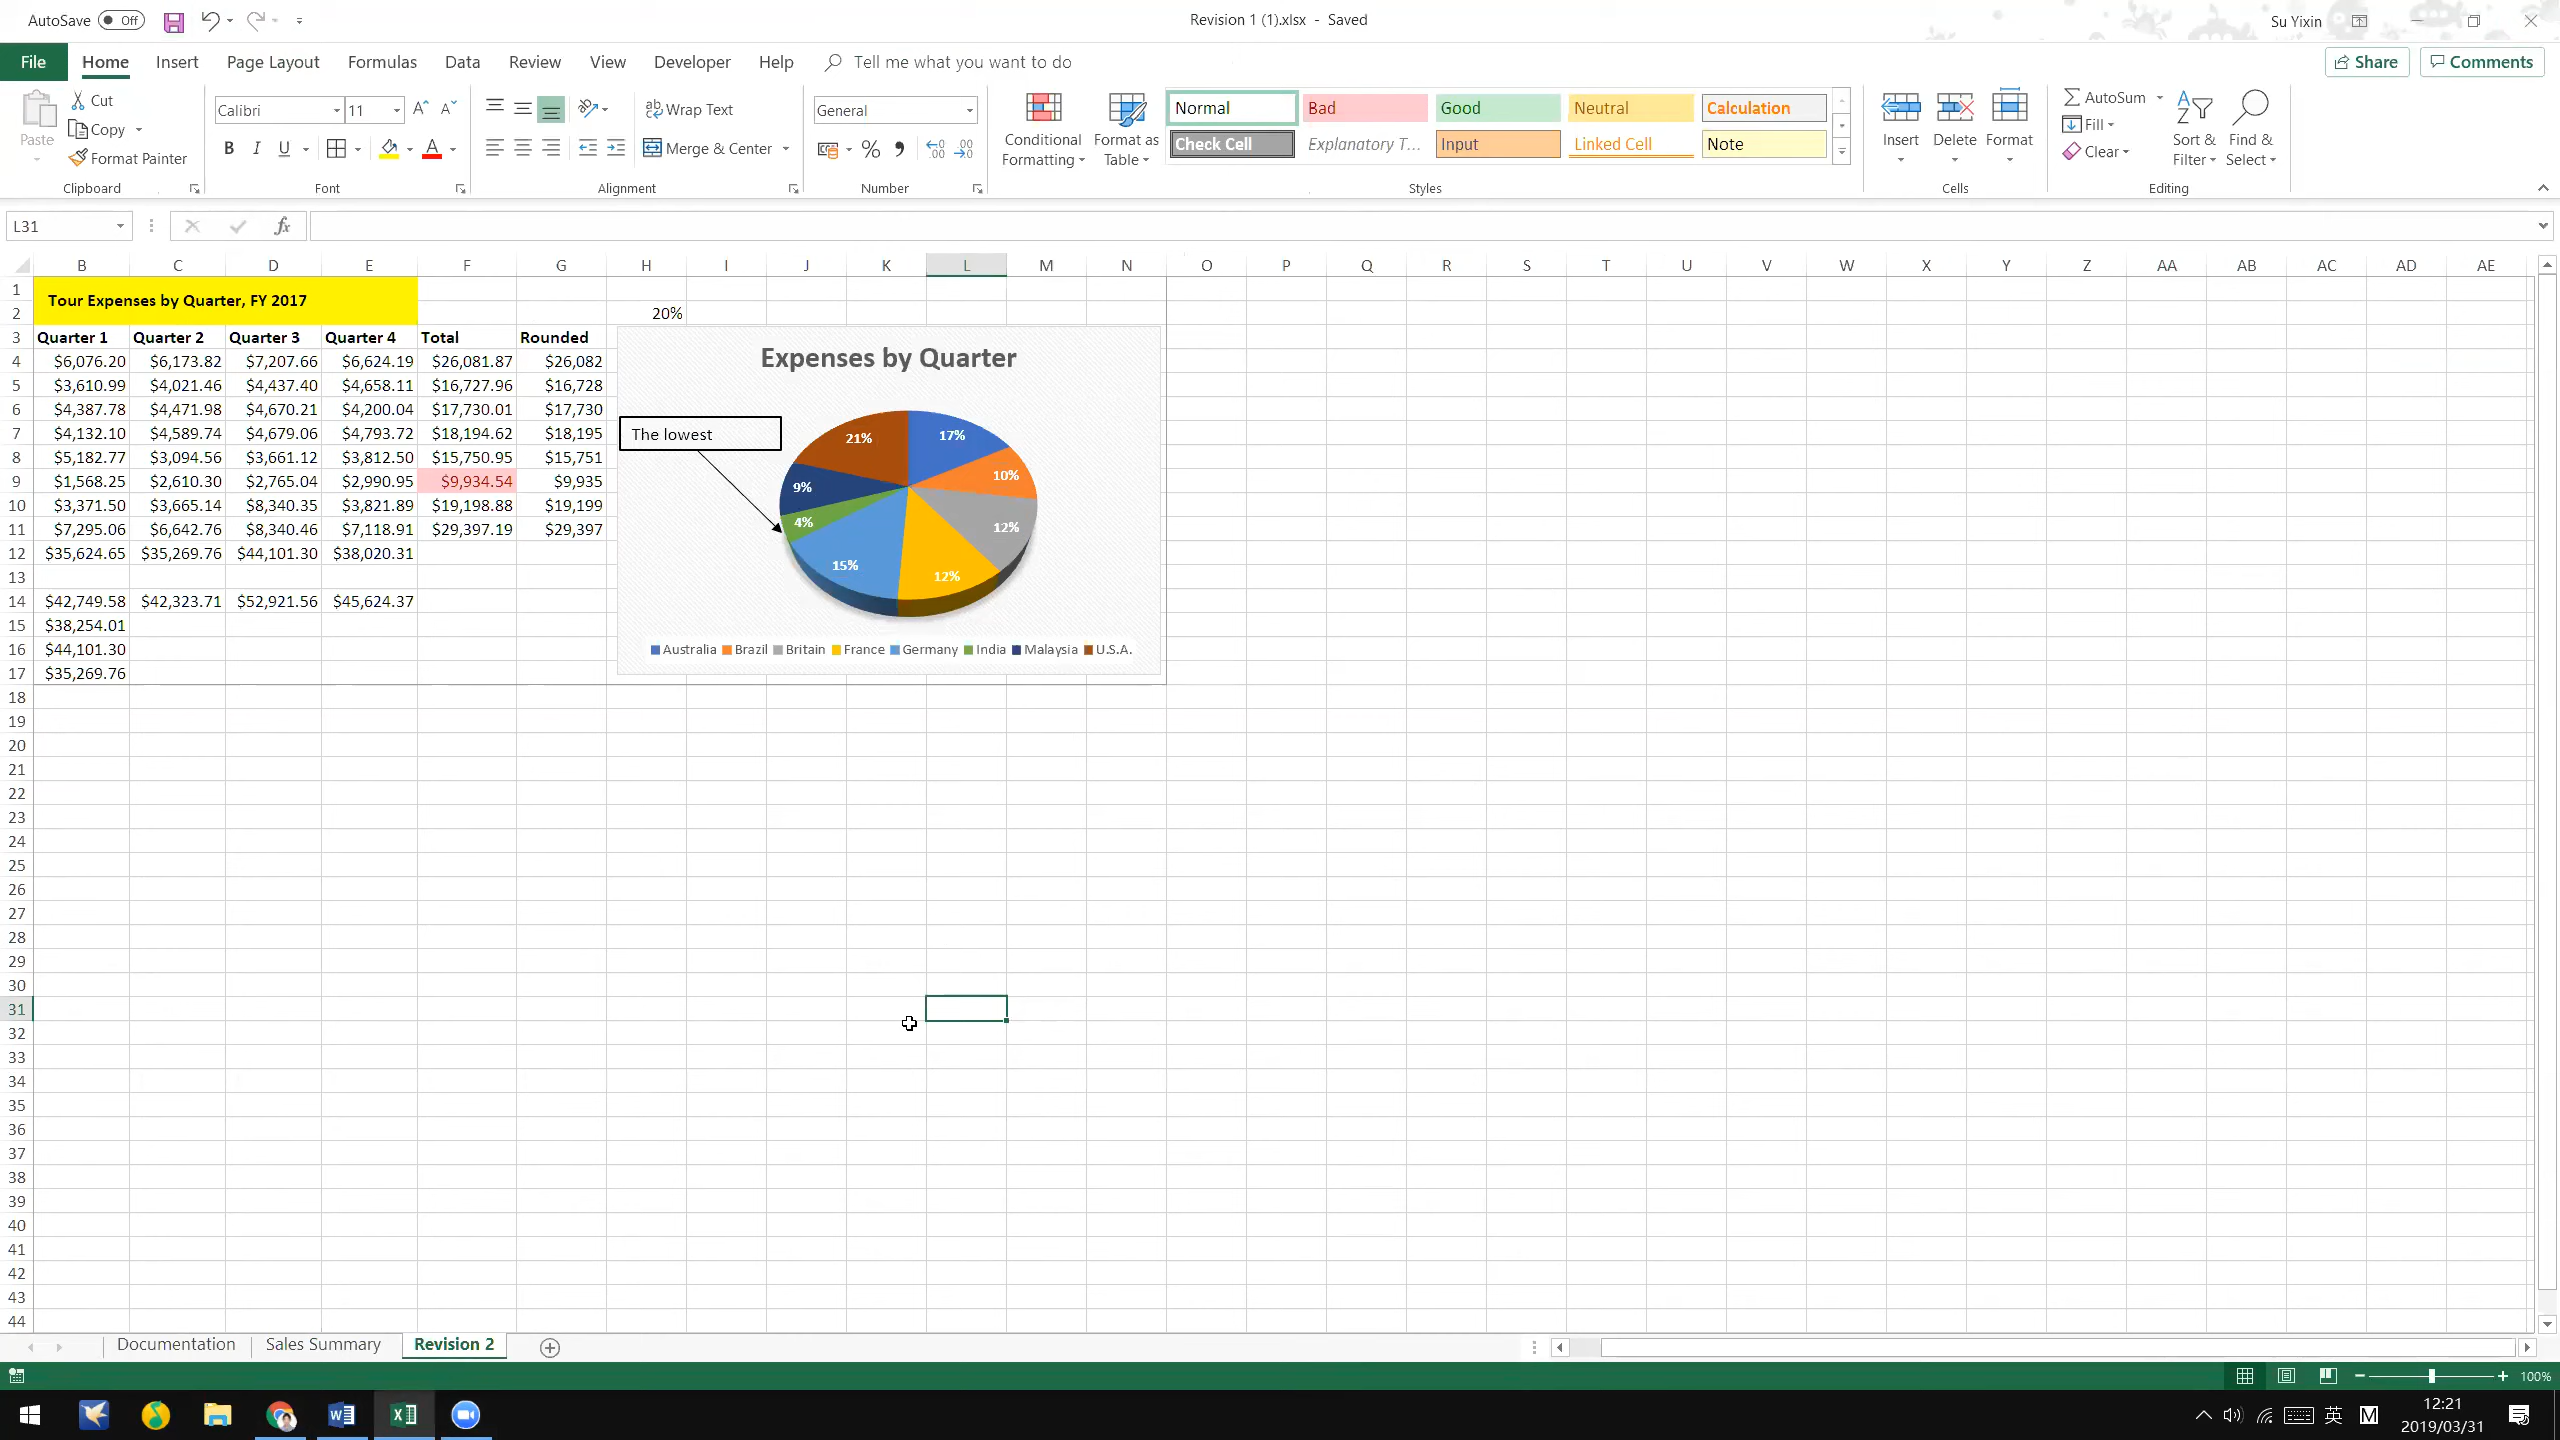 AutoSave Off
Revision 1 (1).xlsx - Saved
Su Yixin
File Home Insert Page Layout Formulas Data Review View Developer Help Tell me what you want to do
Share Comments
Paste
Cut
Copy
Format Painter
Clipboard
Calibri 11
B I U
Font
Wrap Text
Merge & Center
Alignment
General
Number
Conditional Formatting
Format as Table
Normal Bad Good Neutral Calculation
Check Cell Explanatory T... Input Linked Cell Note
Styles
Insert Delete Format
Cells
AutoSum
Fill
Clear
Sort & Filter
Find & Select
Editing
L31
fx
B C D E F G H I J K L M N O P Q R S T U V W X Y Z AA AB AC AD AE
1 Tour Expenses by Quarter, FY 2017
2 20%
3 Quarter 1 Quarter 2 Quarter 3 Quarter 4 Total Rounded
4 $6,076.20 $6,173.82 $7,207.66 $6,624.19 $26,081.87 $26,082
5 $3,610.99 $4,021.46 $4,437.40 $4,658.11 $16,727.96 $16,728
6 $4,387.78 $4,471.98 $4,670.21 $4,200.04 $17,730.01 $17,730
7 $4,132.10 $4,589.74 $4,679.06 $4,793.72 $18,194.62 $18,195
8 $5,182.77 $3,094.56 $3,661.12 $3,812.50 $15,750.95 $15,751
9 $1,568.25 $2,610.30 $2,765.04 $2,990.95 $9,934.54 $9,935
10 $3,371.50 $3,665.14 $8,340.35 $3,821.89 $19,198.88 $19,199
11 $7,295.06 $6,642.76 $8,340.46 $7,118.91 $29,397.19 $29,397
12 $35,624.65 $35,269.76 $44,101.30 $38,020.31
13
14 $42,749.58 $42,323.71 $52,921.56 $45,624.37
15 $38,254.01
16 $44,101.30
17 $35,269.76
18
19
20
21
22
23
24
25
26
27
28
29
30
31
32
33
34
35
36
37
38
39
40
41
42
43
44
Expenses by Quarter
The lowest
21% 17%
10%
9%
4% 12%
15% 12%
Australia Brazil Britain France Germany India Malaysia U.S.A.
Documentation Sales Summary Revision 2
100%
英 M
12:21
2019/03/31